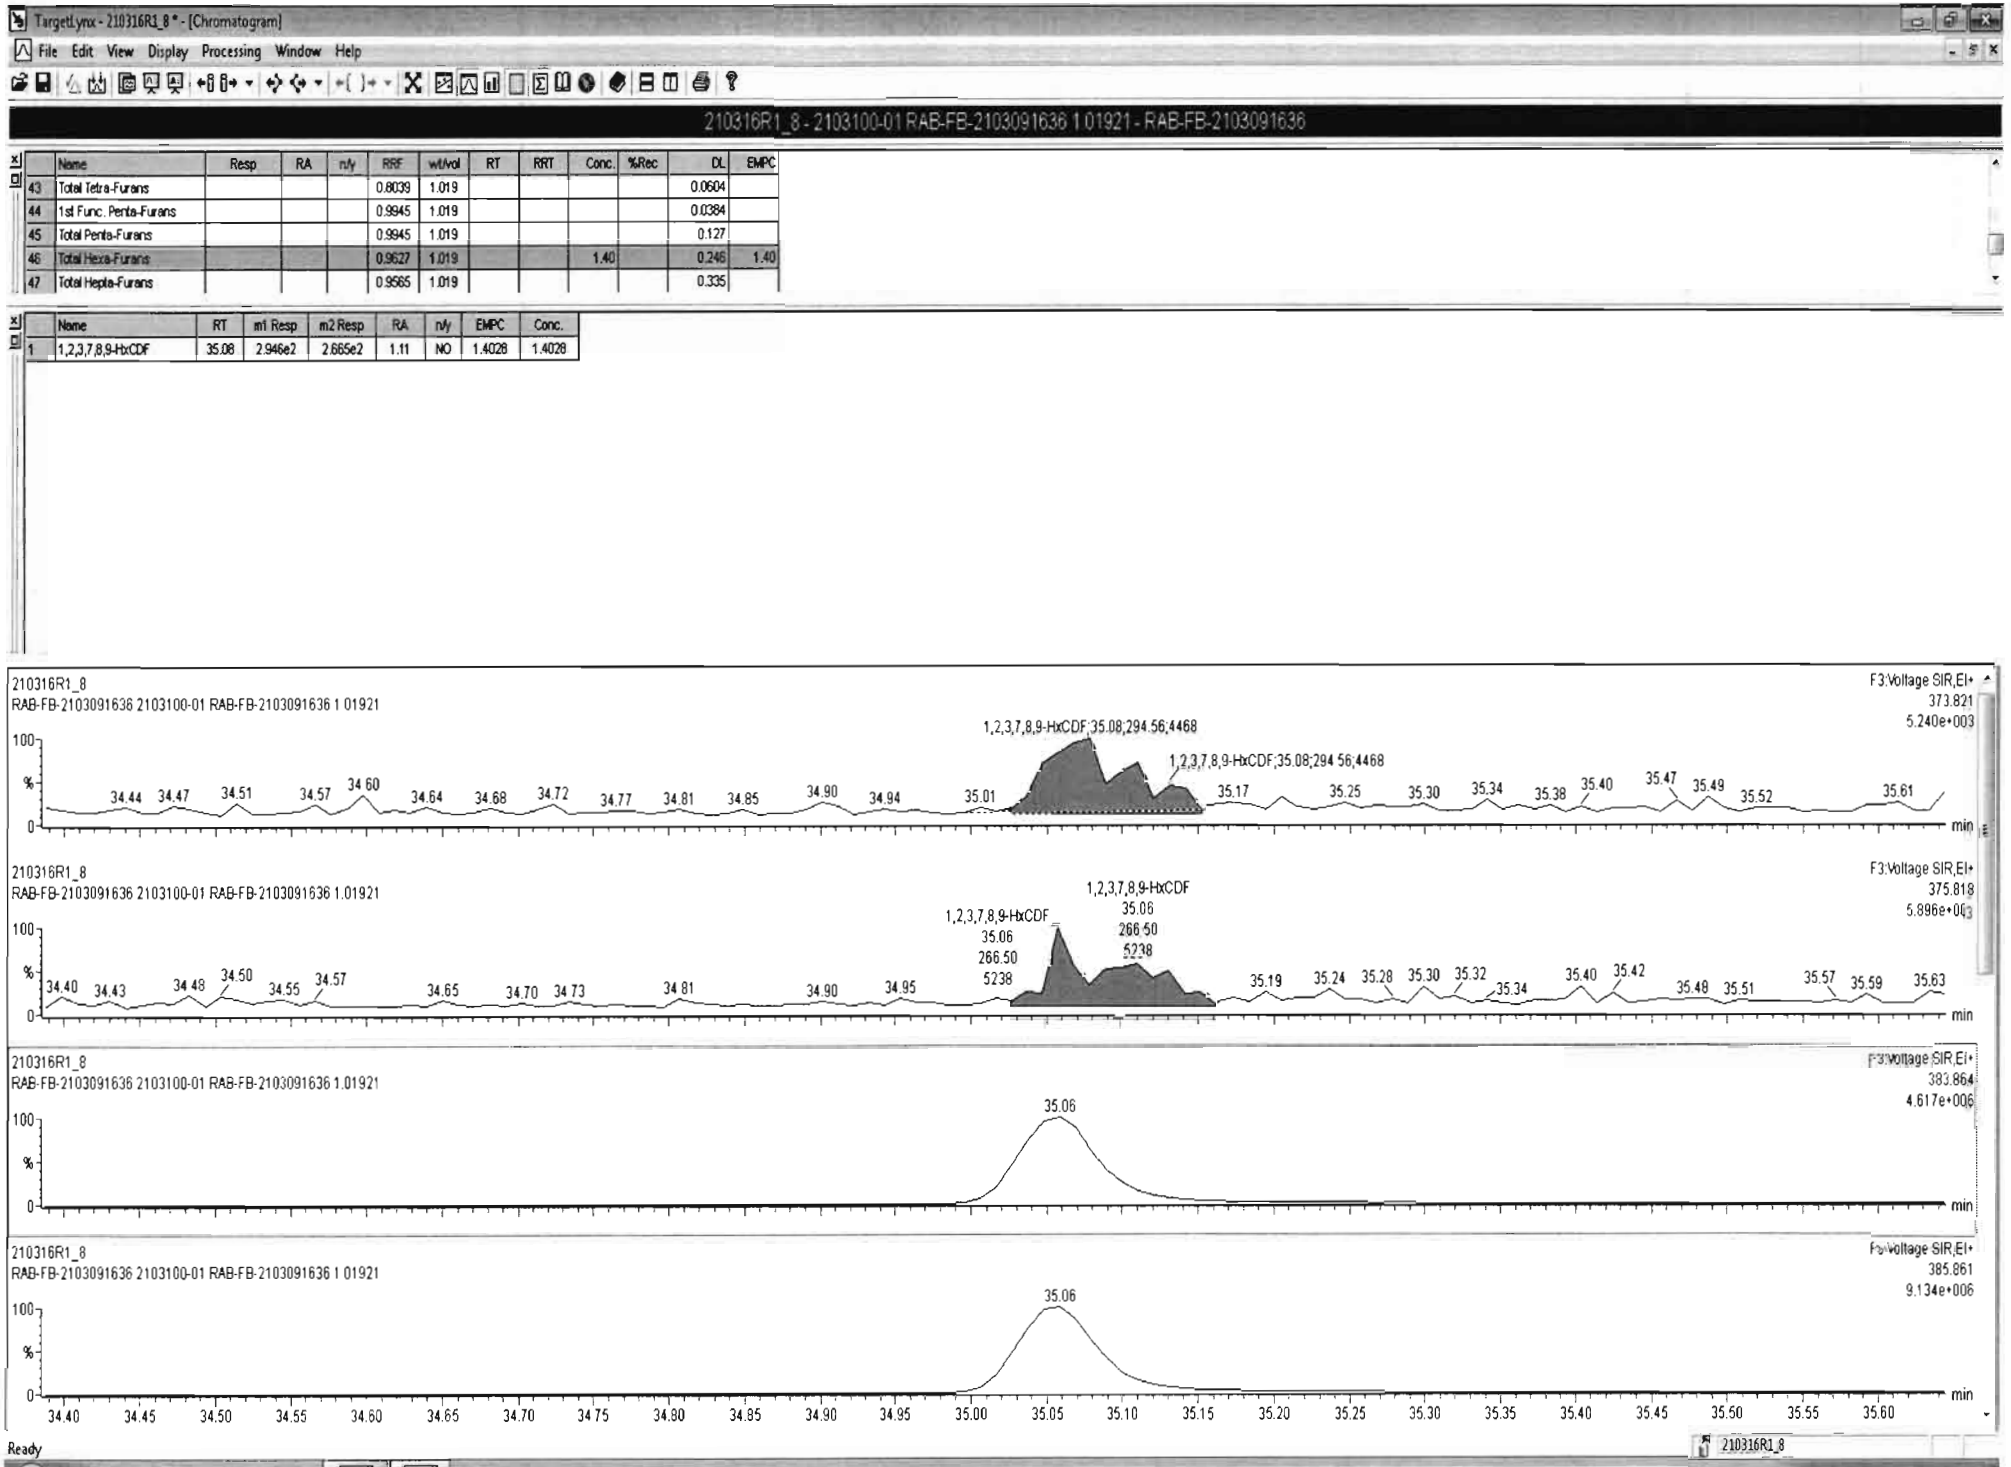 TargetLynx - 210316R1_8 * - [Chromatogram]
File Edit View Display Processing Window Help
210316R1_8 - 2103100-01 RAB-FB-2103091636 1.01921 - RAB-FB-2103091636
Name Resp RA n/y RRF wt/vol RT RRT Conc. %Rec DL EMPC
43 Total Tetra-Furans 0.8039 1.019 0.0604
44 1st Func. Penta-Furans 0.9945 1.019 0.0384
45 Total Penta-Furans 0.9945 1.019 0.127
46 Total Hexa-Furans 0.9627 1.019 1.40 0.246 1.40
47 Total Hepta-Furans 0.9565 1.019 0.335
Name RT m1 Resp m2 Resp RA n/y EMPC Conc.
1 1,2,3,7,8,9-HxCDF 35.08 2.946e2 2.665e2 1.11 NO 1.4028 1.4028
210316R1_8 F3:Voltage SIR,EI+
RAB-FB-2103091636 2103100-01 RAB-FB-2103091636 1 01921 373.821
5.240e+003
1,2,3,7,8,9-HxCDF;35.08;294.56;4468
1,2,3,7,8,9-HxCDF;35.08;294 56;4468
100
%
0
34.44 34.47 34.51 34.57 34 60 34.64 34.68 34.72 34.77 34.81 34.85 34.90 34.94 35.01 35.17 35.25 35.30 35.34 35.38 35.40 35.47 35.49 35.52 35.61
min
210316R1_8 F3:Voltage SIR,EI+
RAB-FB-2103091636 2103100-01 RAB-FB-2103091636 1.01921 375.818
5.896e+003
1,2,3,7,8,9-HxCDF
35.06
266.50
5238
1,2,3,7,8,9-HxCDF
35.06
266 50
5238
100
%
0
34.40 34.43 34 48 34.50 34.55 34.57 34.65 34.70 34.73 34.81 34.90 34.95 35.19 35.24 35.28 35.30 35.32 35.34 35.40 35.42 35.48 35.51 35.57 35.59 35.63
min
210316R1_8 F3:Voltage SIR,EI+
RAB-FB-2103091636 2103100-01 RAB-FB-2103091636 1.01921 383.864
4.617e+006
100
35.06
%
0
min
210316R1_8 F3:Voltage SIR,EI+
RAB-FB-2103091636 2103100-01 RAB-FB-2103091636 1 01921 385.861
9.134e+006
100
35.06
%
0
min
34.40 34.45 34.50 34.55 34.60 34.65 34.70 34.75 34.80 34.85 34.90 34.95 35.00 35.05 35.10 35.15 35.20 35.25 35.30 35.35 35.40 35.45 35.50 35.55 35.60
Ready 210316R1_8